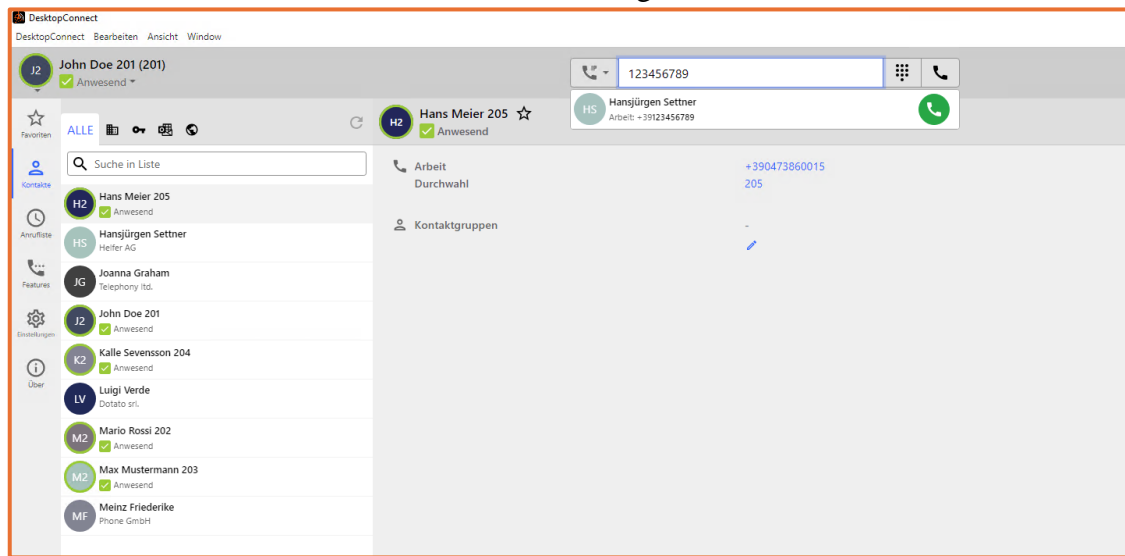 DesktopConnect
DesktopConnect Bearbeiten Ansicht Window
J2
John Doe 201 (201)
Anwesend
123456789
HS
Hansjürgen Settner
Arbeit: +39123456789
Favoriten
Kontakte
Anrufliste
Features
Einstellungen
Über
ALLE
Suche in Liste
H2
Hans Meier 205
Anwesend
HS
Hansjürgen Settner
Helfer AG
JG
Joanna Graham
Telephony ltd.
J2
John Doe 201
Anwesend
K2
Kalle Sevensson 204
Anwesend
LV
Luigi Verde
Dotato srl.
M2
Mario Rossi 202
Anwesend
M2
Max Mustermann 203
Anwesend
MF
Meinz Friederike
Phone GmbH
H2
Hans Meier 205
Anwesend
Arbeit +390473860015
Durchwahl 205
Kontaktgruppen -